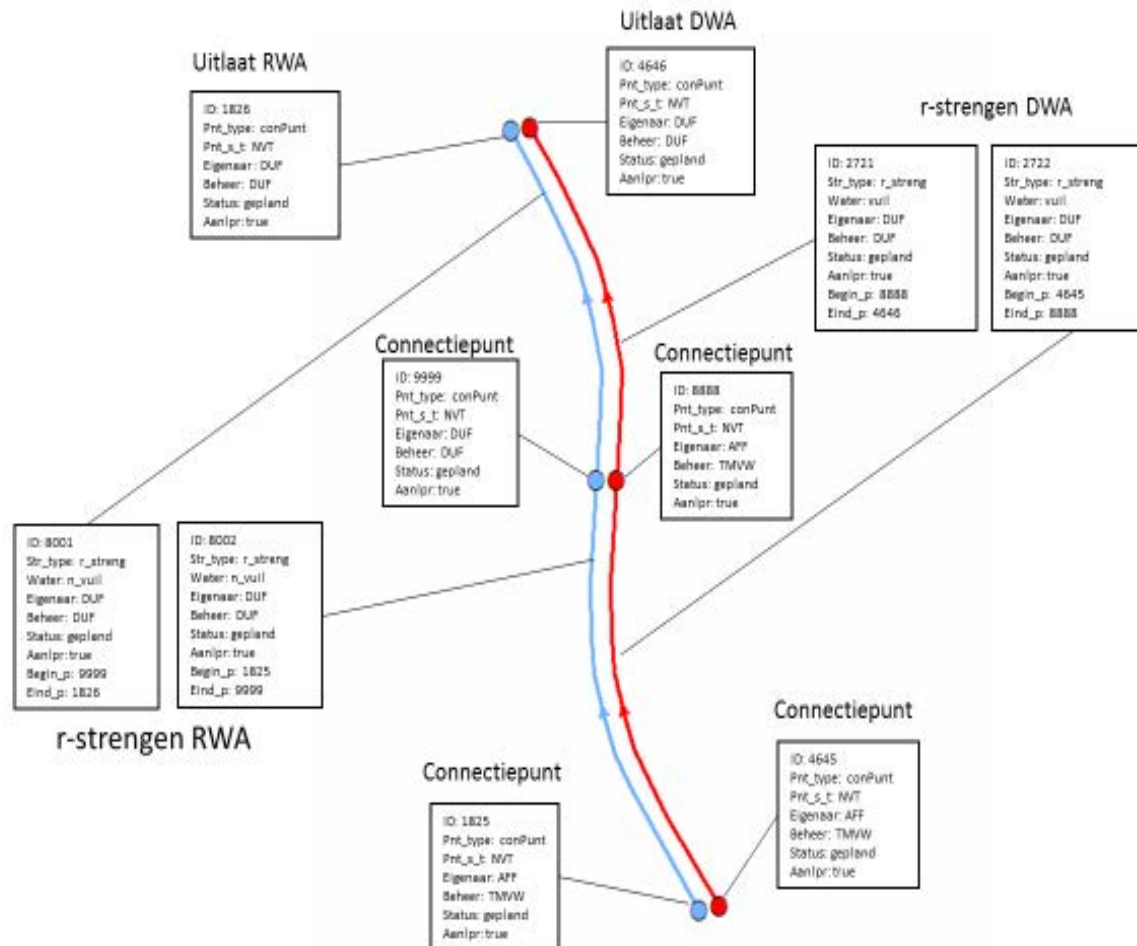 Uitlaat DWA
ID: 4646
Pnt_type: conPunt
Pnt_s_t: NVT
Eigenaar: DUF
Beheer: DUF
Status: gepland
Aanlpr: true
Uitlaat RWA
ID: 1826
Pnt_type: conPunt
Pnt_s_t: NVT
Eigenaar: DUF
Beheer: DUF
Status: gepland
Aanlpr:true
r-strengen DWA
ID: 2721
Str_type: r_streng
Water: vuil
Eigenaar: DUF
Beheer: DUF
Status: gepland
Aanlpr:true
Begin_p: 8888
Eind_p: 4646
ID: 2722
Str_type: r_streng
Water: vuil
Eigenaar: DUF
Beheer: DUF
Status: gepland
Aanlpr:true
Begin_p: 4645
Eind_p: 8888
Connectiepunt
ID: 9999
Pnt_type: conPunt
Pnt_s_t: NVT
Eigenaar: DUF
Beheer: DUF
Status: gepland
Aanlpr:true
Connectiepunt
ID: 8888
Pnt_type: conPunt
Pnt_s_t: NVT
Eigenaar: AFF
Beheer: TMVW
Status: gepland
Aanlpr:true
ID: 8001
Str_type: r_streng
Water: n_vuil
Eigenaar: DUF
Beheer: DUF
Status: gepland
Aanlpr:true
Begin_p: 9999
Eind_p: 1826
ID: 8002
Str_type: r_streng
Water: n_vuil
Eigenaar: DUF
Beheer: DUF
Status: gepland
Aanlpr: true
Begin_p: 1825
Eind_p: 9999
r-strengen RWA
Connectiepunt
ID: 4645
Pnt_type: conPunt
Pnt_s_t: NVT
Eigenaar: AFF
Beheer: TMVW
Status: gepland
Aanlpr:true
Connectiepunt
ID: 1825
Pnt_type: conPunt
Pnt_s_t: NVT
Eigenaar: AFF
Beheer: TMVW
Status: gepland
Aanlpr:true